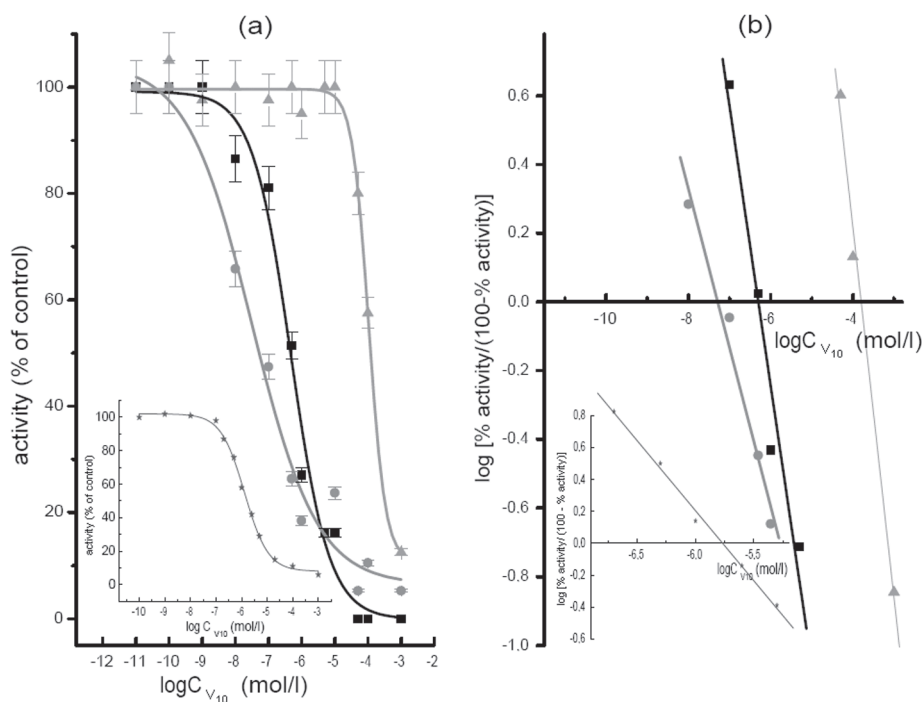 (a)
100
80
60
40
20
0
activity (% of control)
-12 -11 -10 -9 -8 -7 -6 -5 -4 -3 -2
logC V10 (mol/l)
100
80
60
40
20
0
activity (% of control)
-10 -9 -8 -7 -6 -5 -4 -3
log C V10 (mol/l)
(b)
0,6
0,4
0,2
0,0
-0,2
-0,4
-0,6
-0,8
-1,0
log [% activity/(100-% activity)]
-10 -8 -6 -4
logC V10 (mol/l)
0,8
0,6
0,4
0,2
0,0
-0,2
-0,4
-0,6
log [% activity/ (100 - % activity)]
-6,5 -6,0 -5,5
logC V10 (mol/l)